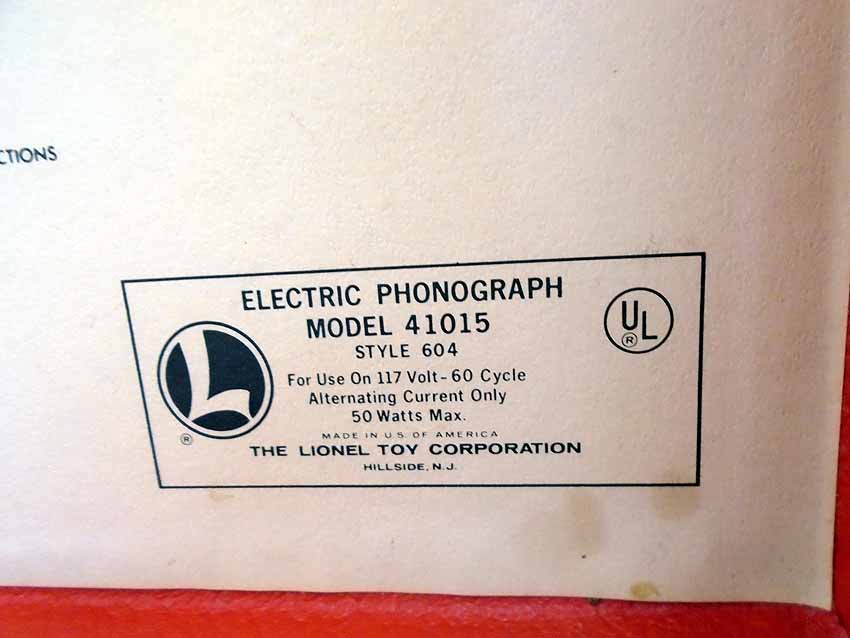 ELECTRIC PHONOGRAPH
MODEL 41015
STYLE 604
For Use On 117 Volt-60 Cycle
Alternating Current Only
50 Watts Max.
MADE IN U.S. OF AMERICA
THE LIONEL TOY CORPORATION
HILLSIDE, N.J.
L
®
UL
®